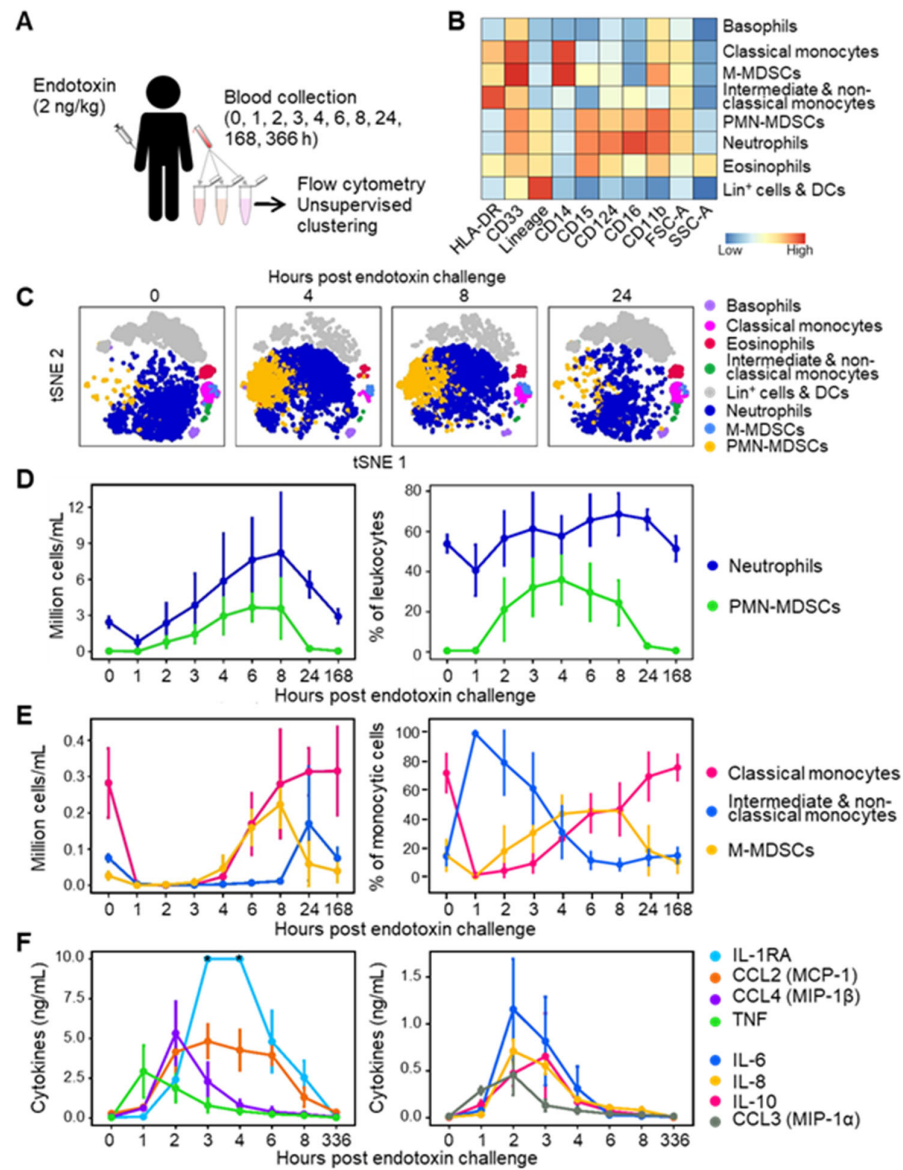 A
Endotoxin
(2 ng/kg)
Blood collection
(0, 1, 2, 3, 4, 6, 8, 24,
168, 366 h)
Flow cytometry
Unsupervised
clustering
B
Basophils
Classical monocytes
M-MDSCs
Intermediate & non-
classical monocytes
PMN-MDSCs
Neutrophils
Eosinophils
Lin⁺ cells & DCs
HLA-DR
CD33
Lineage
CD14
CD15
CD124
CD16
CD11b
FSC-A
SSC-A
Low High
C
Hours post endotoxin challenge
0 4 8 24
tSNE 2
tSNE 1
Basophils
Classical monocytes
Eosinophils
Intermediate & non-
classical monocytes
Lin⁺ cells & DCs
Neutrophils
M-MDSCs
PMN-MDSCs
D
Million cells/mL
12
9
6
3
0
0 1 2 3 4 6 8 24 168
Hours post endotoxin challenge
% of leukocytes
80
60
40
20
0
0 1 2 3 4 6 8 24 168
Neutrophils
PMN-MDSCs
E
Million cells/mL
0.4
0.3
0.2
0.1
0.0
0 1 2 3 4 6 8 24 168
Hours post endotoxin challenge
% of monocytic cells
100
80
60
40
20
0
0 1 2 3 4 6 8 24 168
Classical monocytes
Intermediate & non-
classical monocytes
M-MDSCs
F
Cytokines (ng/mL)
10.0
7.5
5.0
2.5
0.0
* *
0 1 2 3 4 6 8 336
Hours post endotoxin challenge
Cytokines (ng/mL)
1.5
1.0
0.5
0.0
0 1 2 3 4 6 8 336
IL-1RA
CCL2 (MCP-1)
CCL4 (MIP-1β)
TNF
IL-6
IL-8
IL-10
CCL3 (MIP-1α)